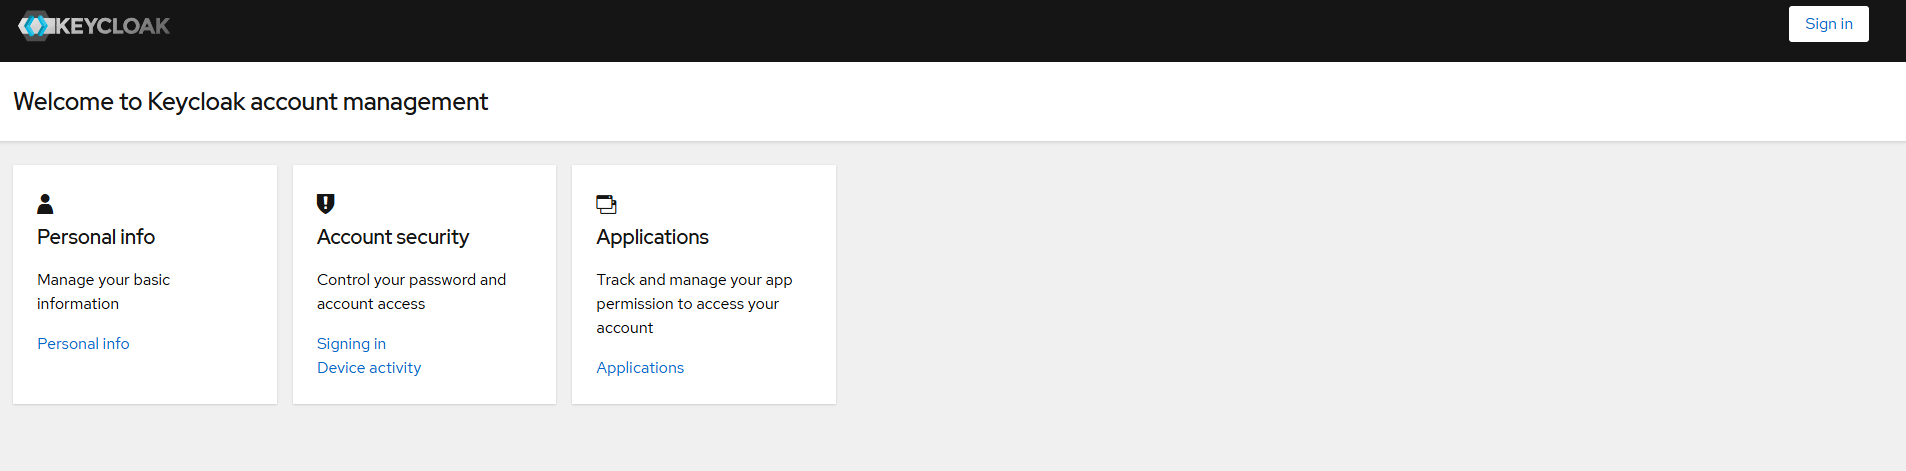 KEYCLOAK
Sign in
Welcome to Keycloak account management
Personal info
Manage your basic
information
Personal info
Account security
Control your password and
account access
Signing in
Device activity
Applications
Track and manage your app
permission to access your
account
Applications